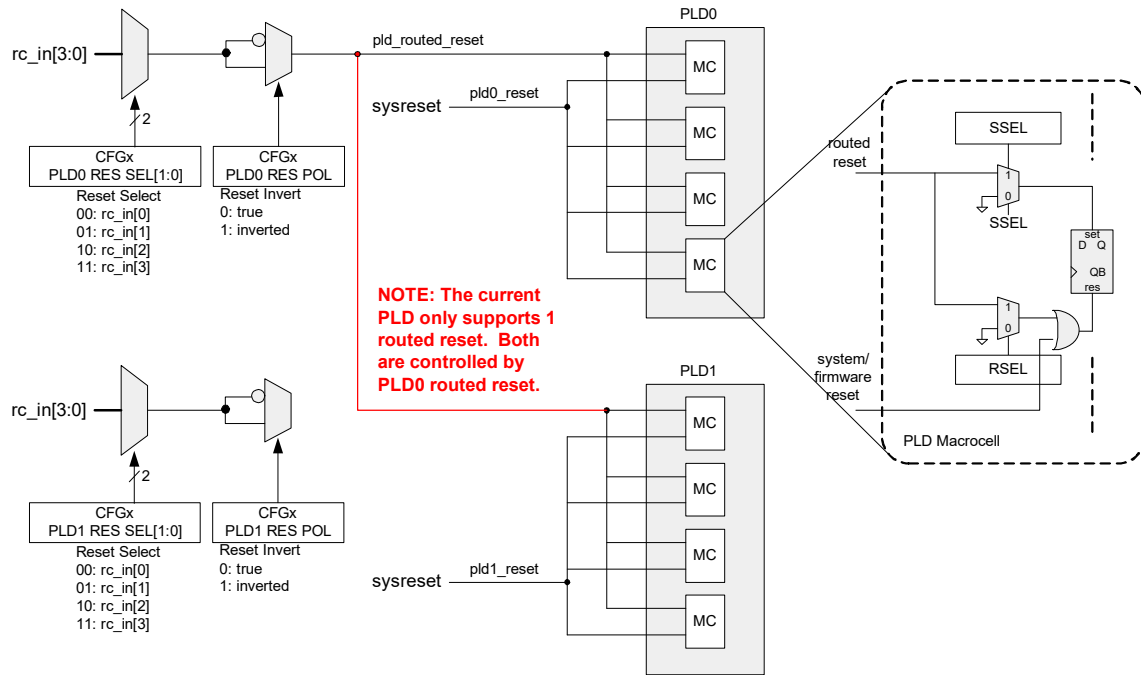 PLD0
rc_in[3:0]
pld_routed_reset
MC
sysreset
pld0_reset
2
MC
CFGx
PLD0 RES SEL[1:0]
CFGx
PLD0 RES POL
Reset Select
00: rc_in[0]
01: rc_in[1]
10: rc_in[2]
11: rc_in[3]
Reset Invert
0: true
1: inverted
MC
MC
NOTE: The current
PLD only supports 1
routed reset. Both
are controlled by
PLD0 routed reset.
routed
reset
SSEL
1
0
SSEL
set
D Q
QB
res
1
0
RSEL
system/
firmware
reset
PLD Macrocell
PLD1
rc_in[3:0]
MC
2
MC
CFGx
PLD1 RES SEL[1:0]
CFGx
PLD1 RES POL
Reset Select
00: rc_in[0]
01: rc_in[1]
10: rc_in[2]
11: rc_in[3]
Reset Invert
0: true
1: inverted
MC
sysreset
pld1_reset
MC